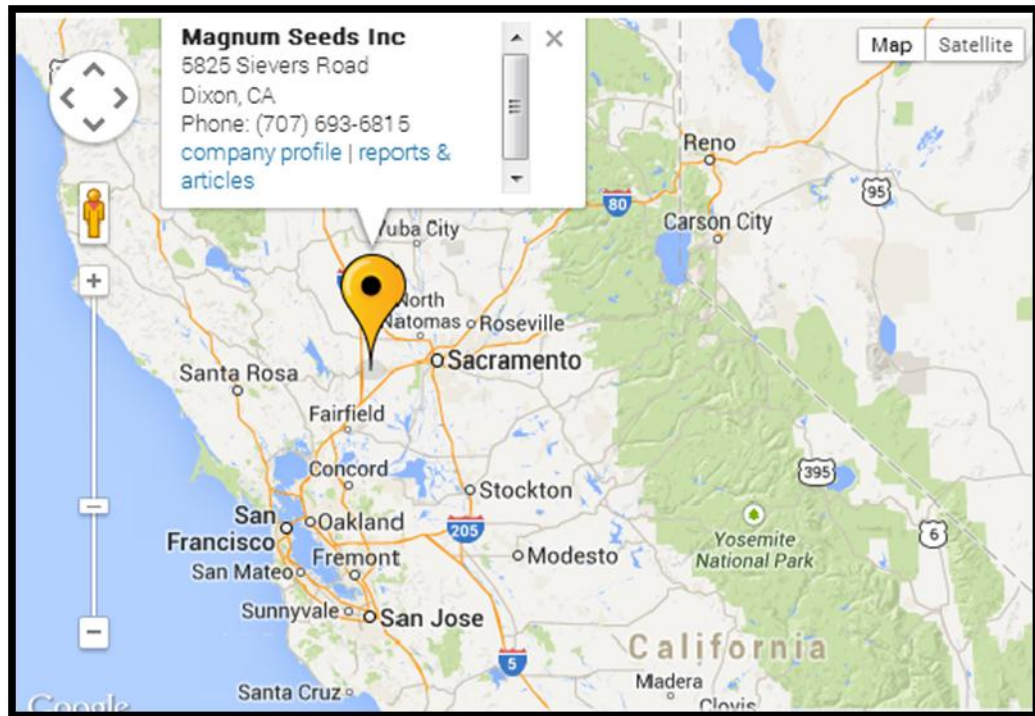 Magnum Seeds Inc
5825 Sievers Road
Dixon, CA
Phone: (707) 693-6815
company profile | reports &
articles
Map
Satellite
Reno
95
80
Carson City
Yuba City
North
Natomas
Roseville
Sacramento
Santa Rosa
Fairfield
Concord
395
Stockton
San
Francisco
Oakland
205
Yosemite
National Park
6
Fremont
Modesto
San Mateo
Sunnyvale
San Jose
California
5
Madera
Santa Cruz
Clovis
Google